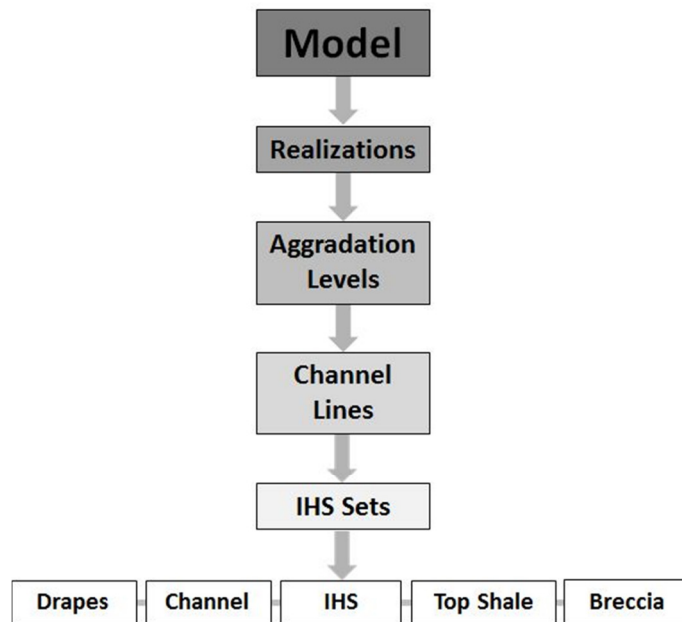 Model
Realizations
Aggradation
Levels
Channel
Lines
IHS Sets
Drapes
Channel
IHS
Top Shale
Breccia